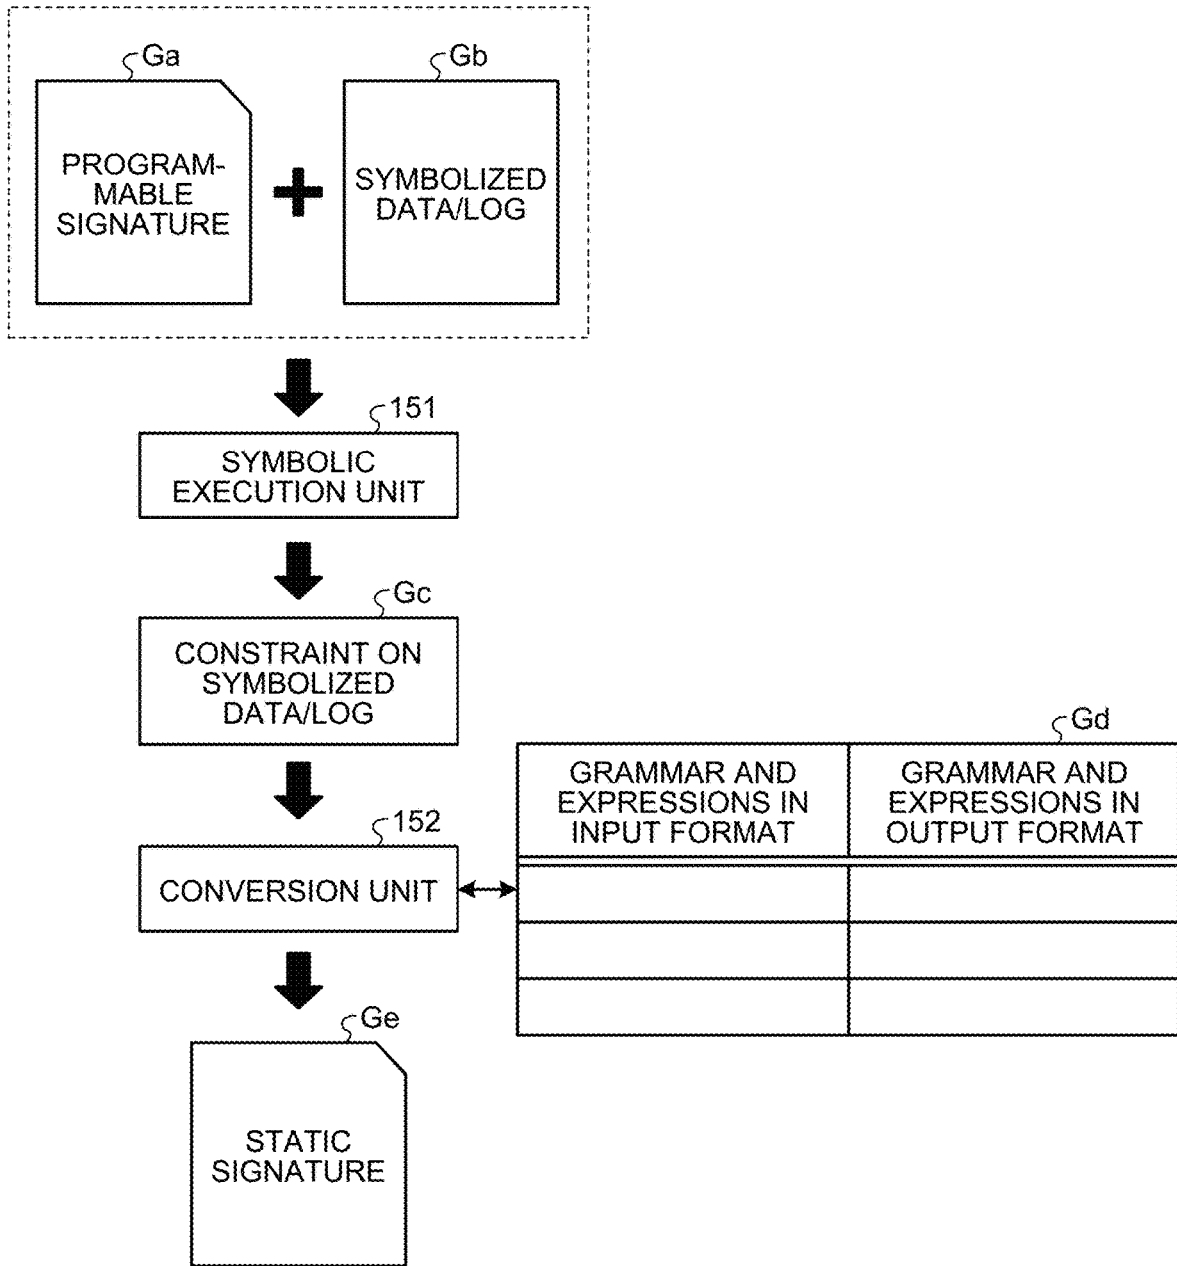 Ga
Gb
PROGRAM-
MABLE
SIGNATURE
+
SYMBOLIZED
DATA/LOG
151
SYMBOLIC
EXECUTION UNIT
Gc
CONSTRAINT ON
SYMBOLIZED
DATA/LOG
Gd
GRAMMAR AND
EXPRESSIONS IN
INPUT FORMAT
GRAMMAR AND
EXPRESSIONS IN
OUTPUT FORMAT
152
CONVERSION UNIT
Ge
STATIC
SIGNATURE